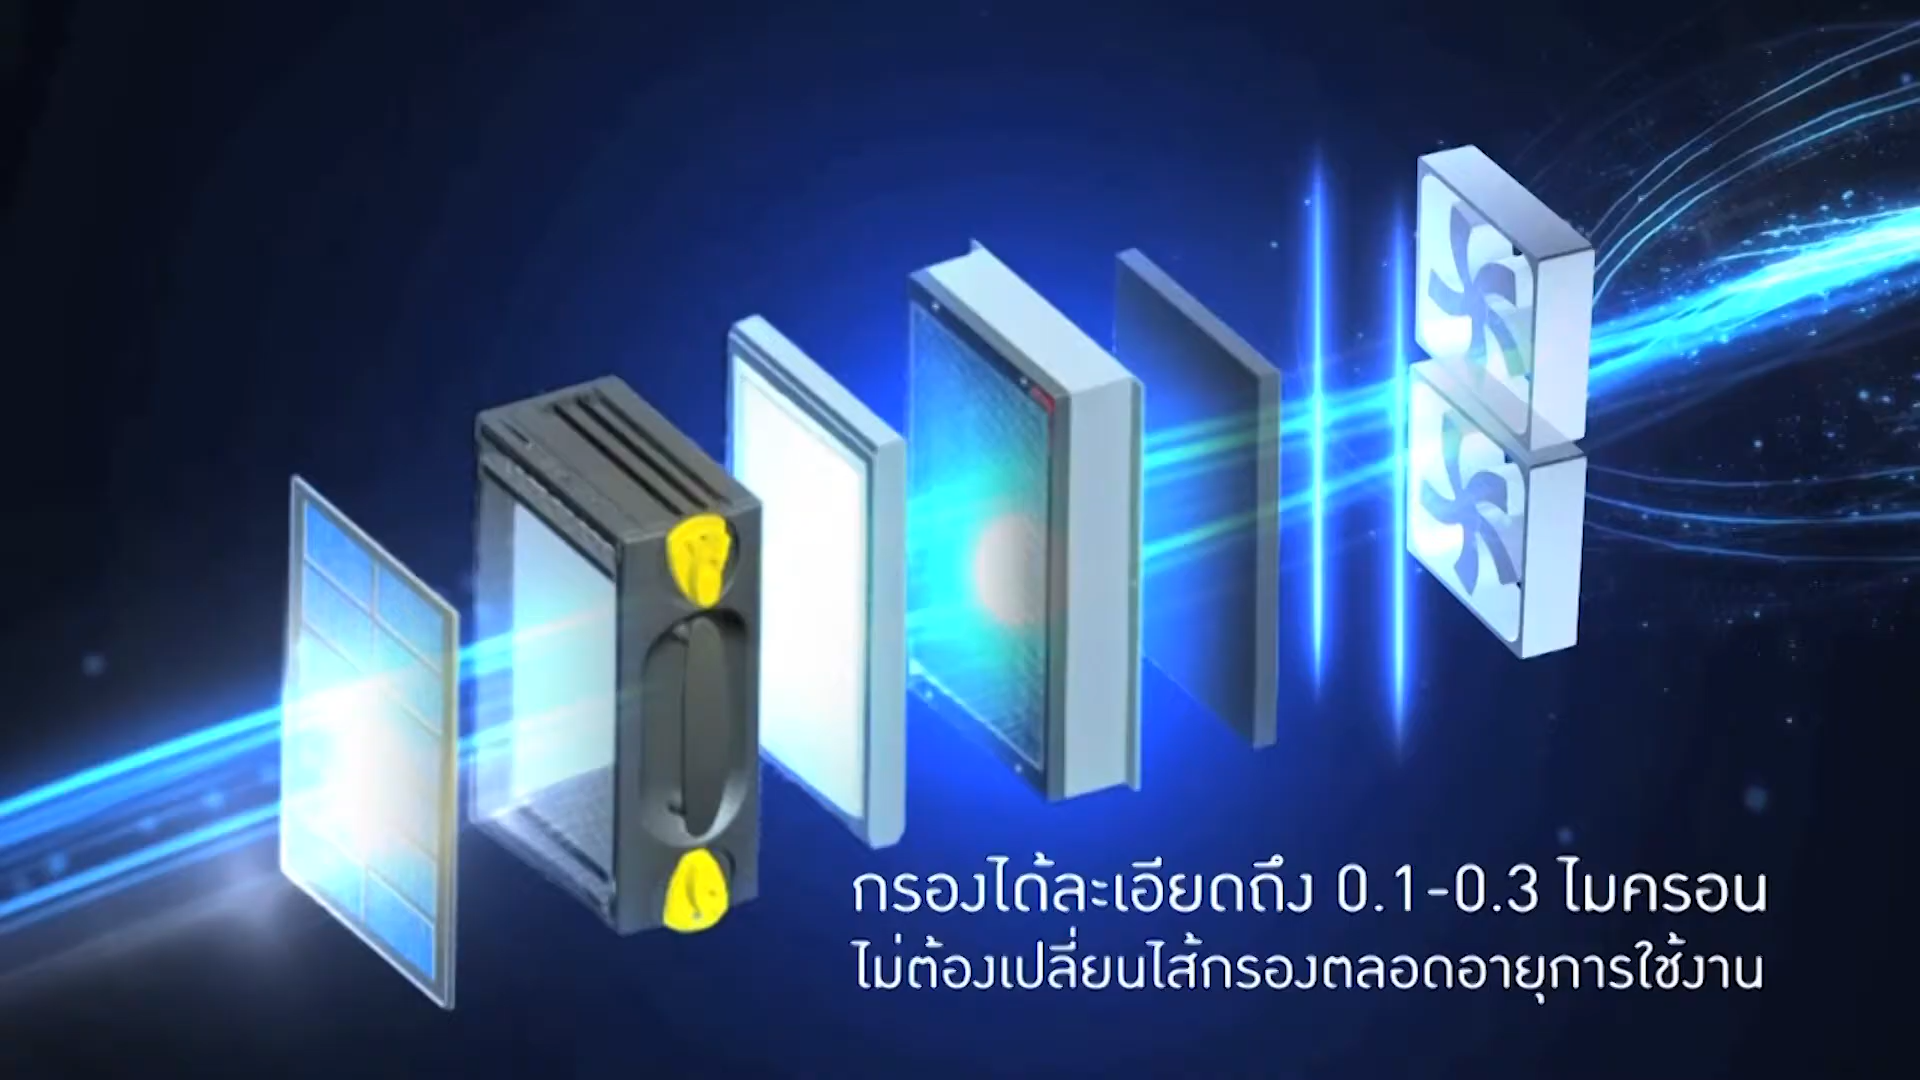 กรองได้ละเอียดถึง 0.1-0.3 ไมครอน
ไม่ต้องเปลี่ยนไส้กรองตลอดอายุการใช้งาน